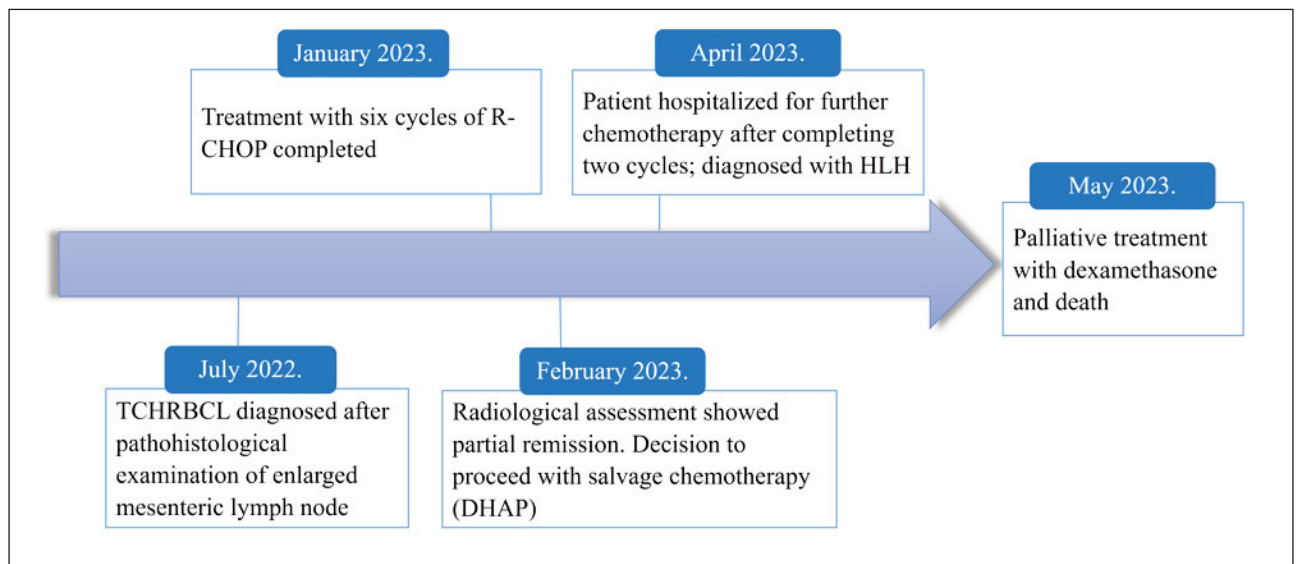 January 2023.
Treatment with six cycles of R-
CHOP completed
April 2023.
Patient hospitalized for further
chemotherapy after completing
two cycles; diagnosed with HLH
May 2023.
Palliative treatment
with dexamethasone
and death
July 2022.
TCHRBCL diagnosed after
pathohistological
examination of enlarged
mesenteric lymph node
February 2023.
Radiological assessment showed
partial remission. Decision to
proceed with salvage chemotherapy
(DHAP)